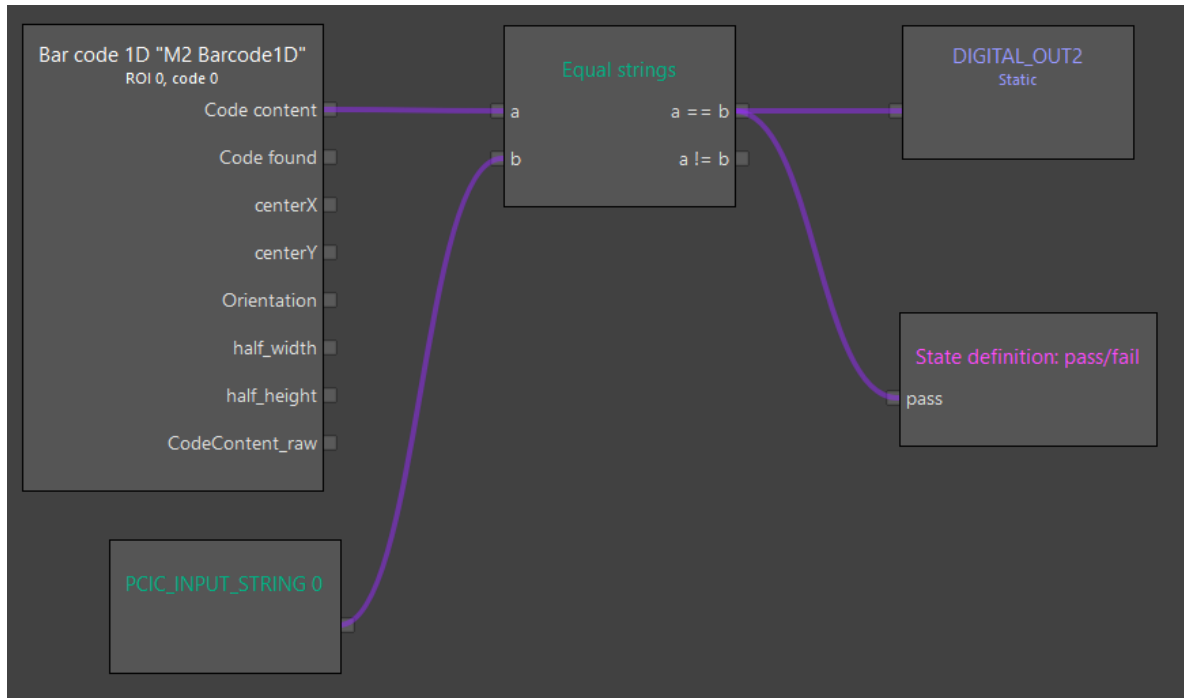 Bar code 1D "M2 Barcode1D"
ROI 0, code 0
Code content
Code found
centerX
centerY
Orientation
half_width
half_height
CodeContent_raw
PCIC_INPUT_STRING 0
Equal strings
a a == b
b a != b
DIGITAL_OUT2
Static
State definition: pass/fail
pass